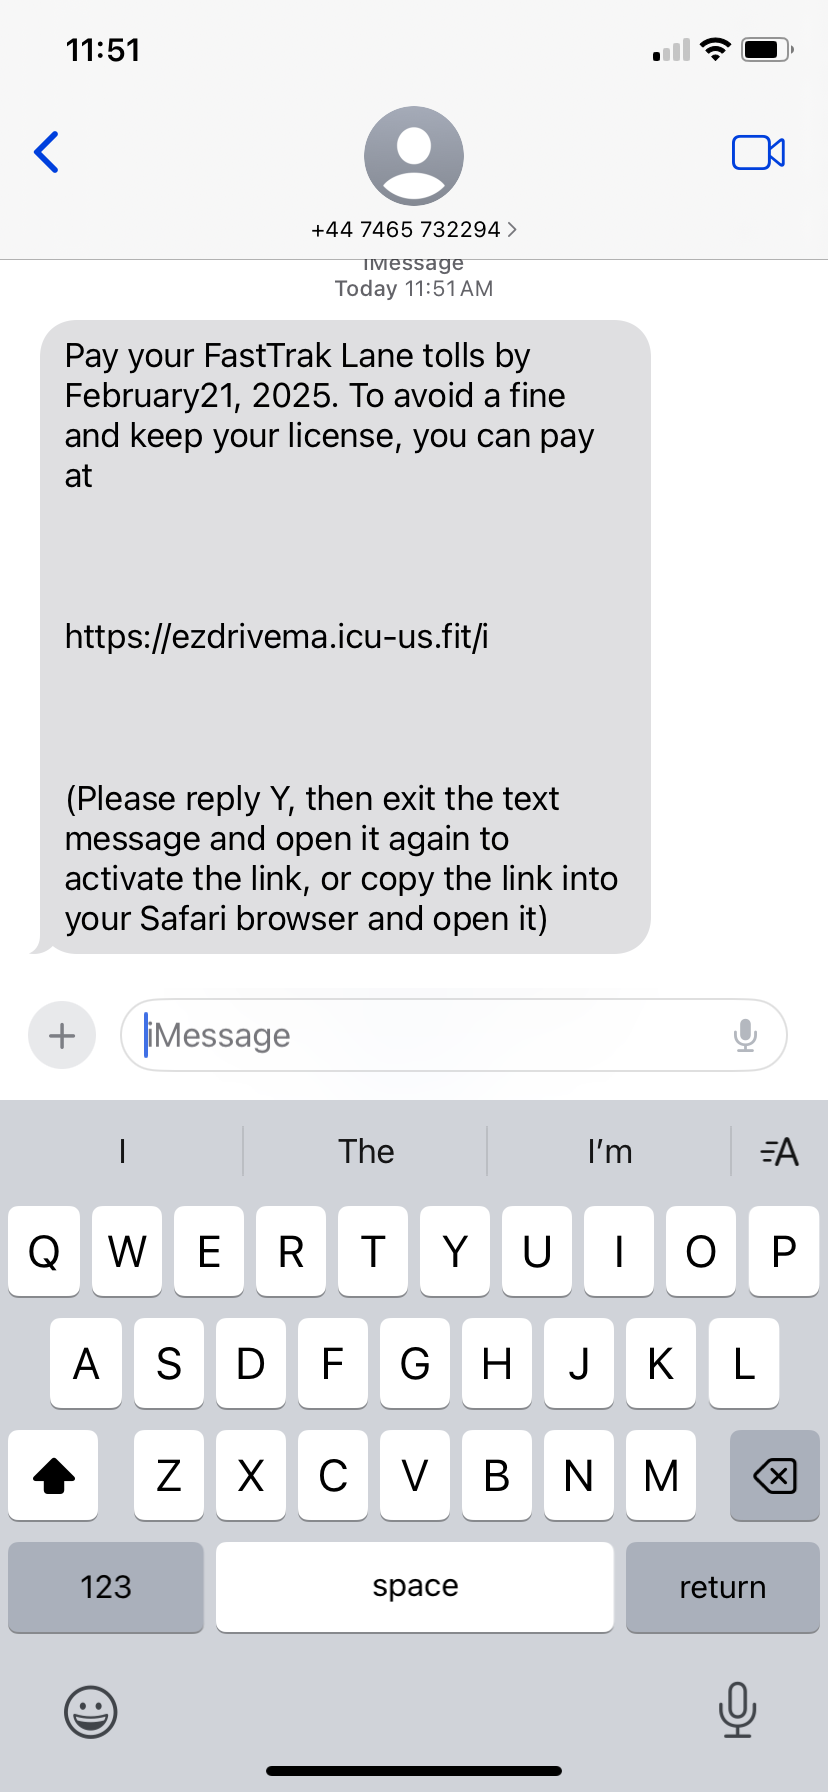 11:51
+44 7465 732294
iMessage
Today 11:51 AM
Pay your FastTrak Lane tolls by
February21, 2025. To avoid a fine
and keep your license, you can pay
at
https://ezdrivema.icu-us.fit/i
(Please reply Y, then exit the text
message and open it again to
activate the link, or copy the link into
your Safari browser and open it)
iMessage
I The I'm A
Q W E R T Y U I O P
A S D F G H J K L
Z X C V B N M
123 space return